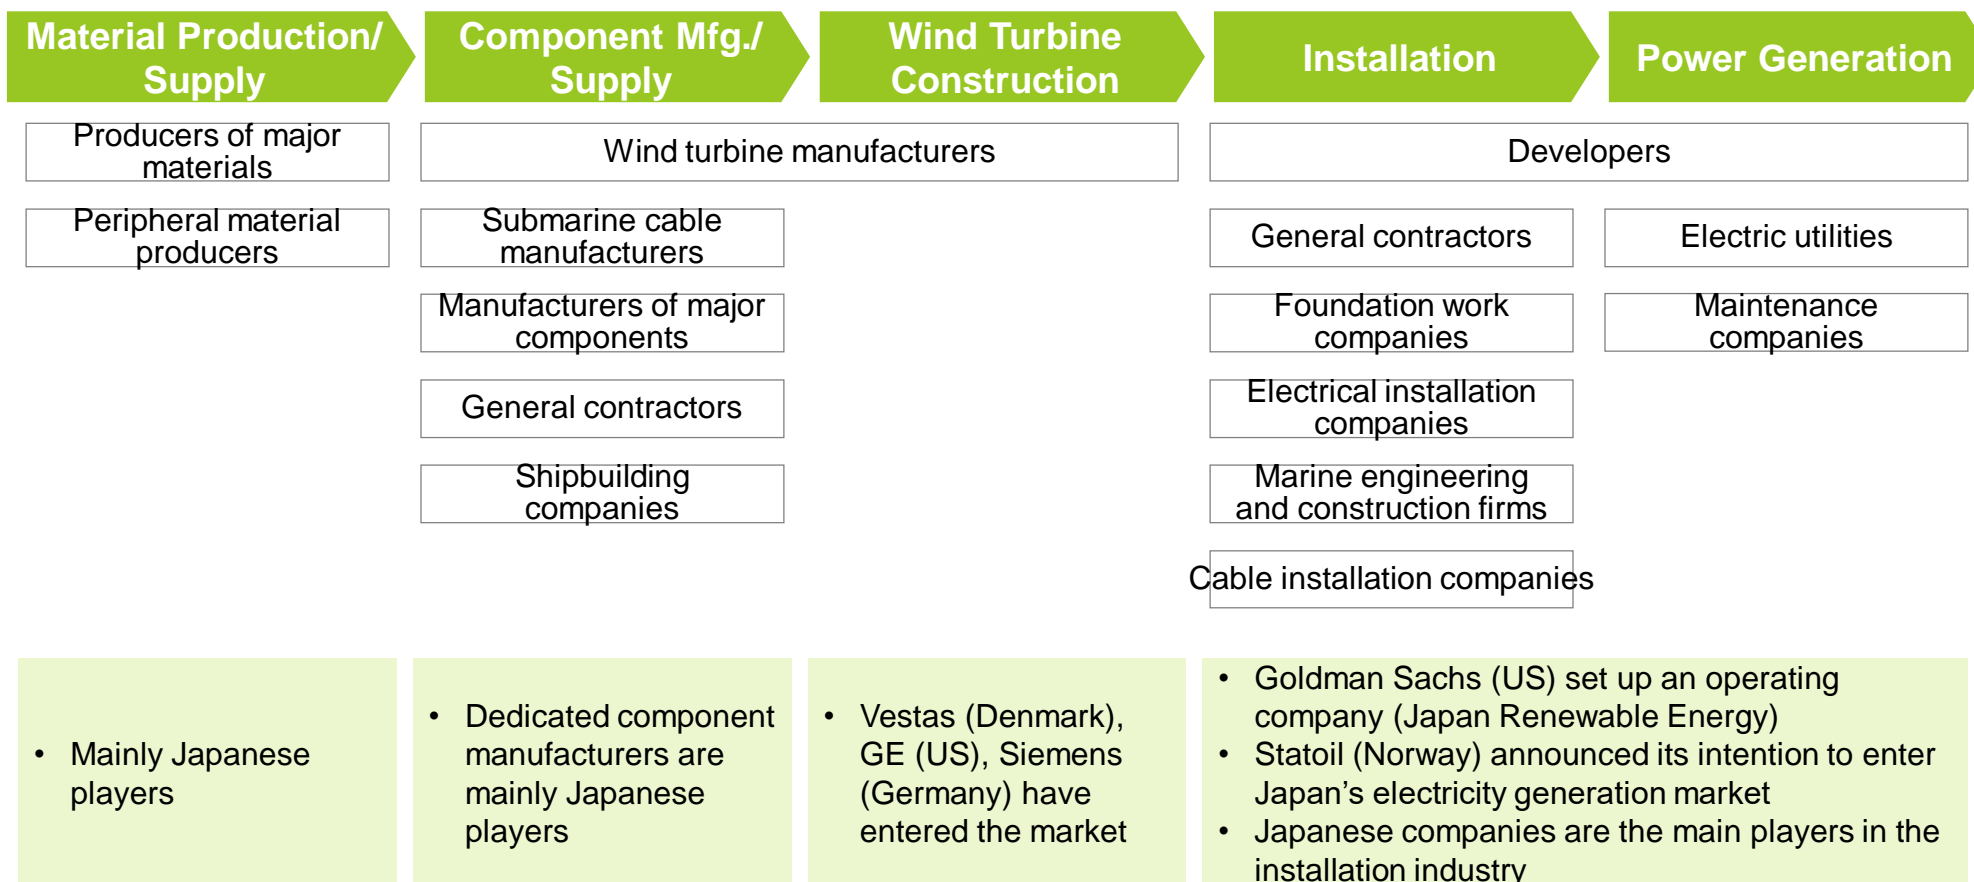 Material Production/
Supply
Component Mfg./
Supply
Wind Turbine
Construction
Installation
Power Generation
Producers of major
materials
Wind turbine manufacturers
Developers
Peripheral material
producers
Submarine cable
manufacturers
General contractors
Electric utilities
Manufacturers of major
components
Foundation work
companies
Maintenance
companies
General contractors
Electrical installation
companies
Shipbuilding
companies
Marine engineering
and construction firms
Cable installation companies
• Mainly Japanese
players
• Dedicated component
manufacturers are
mainly Japanese
players
• Vestas (Denmark),
GE (US), Siemens
(Germany) have
entered the market
• Goldman Sachs (US) set up an operating
company (Japan Renewable Energy)
• Statoil (Norway) announced its intention to enter
Japan’s electricity generation market
• Japanese companies are the main players in the
installation industry